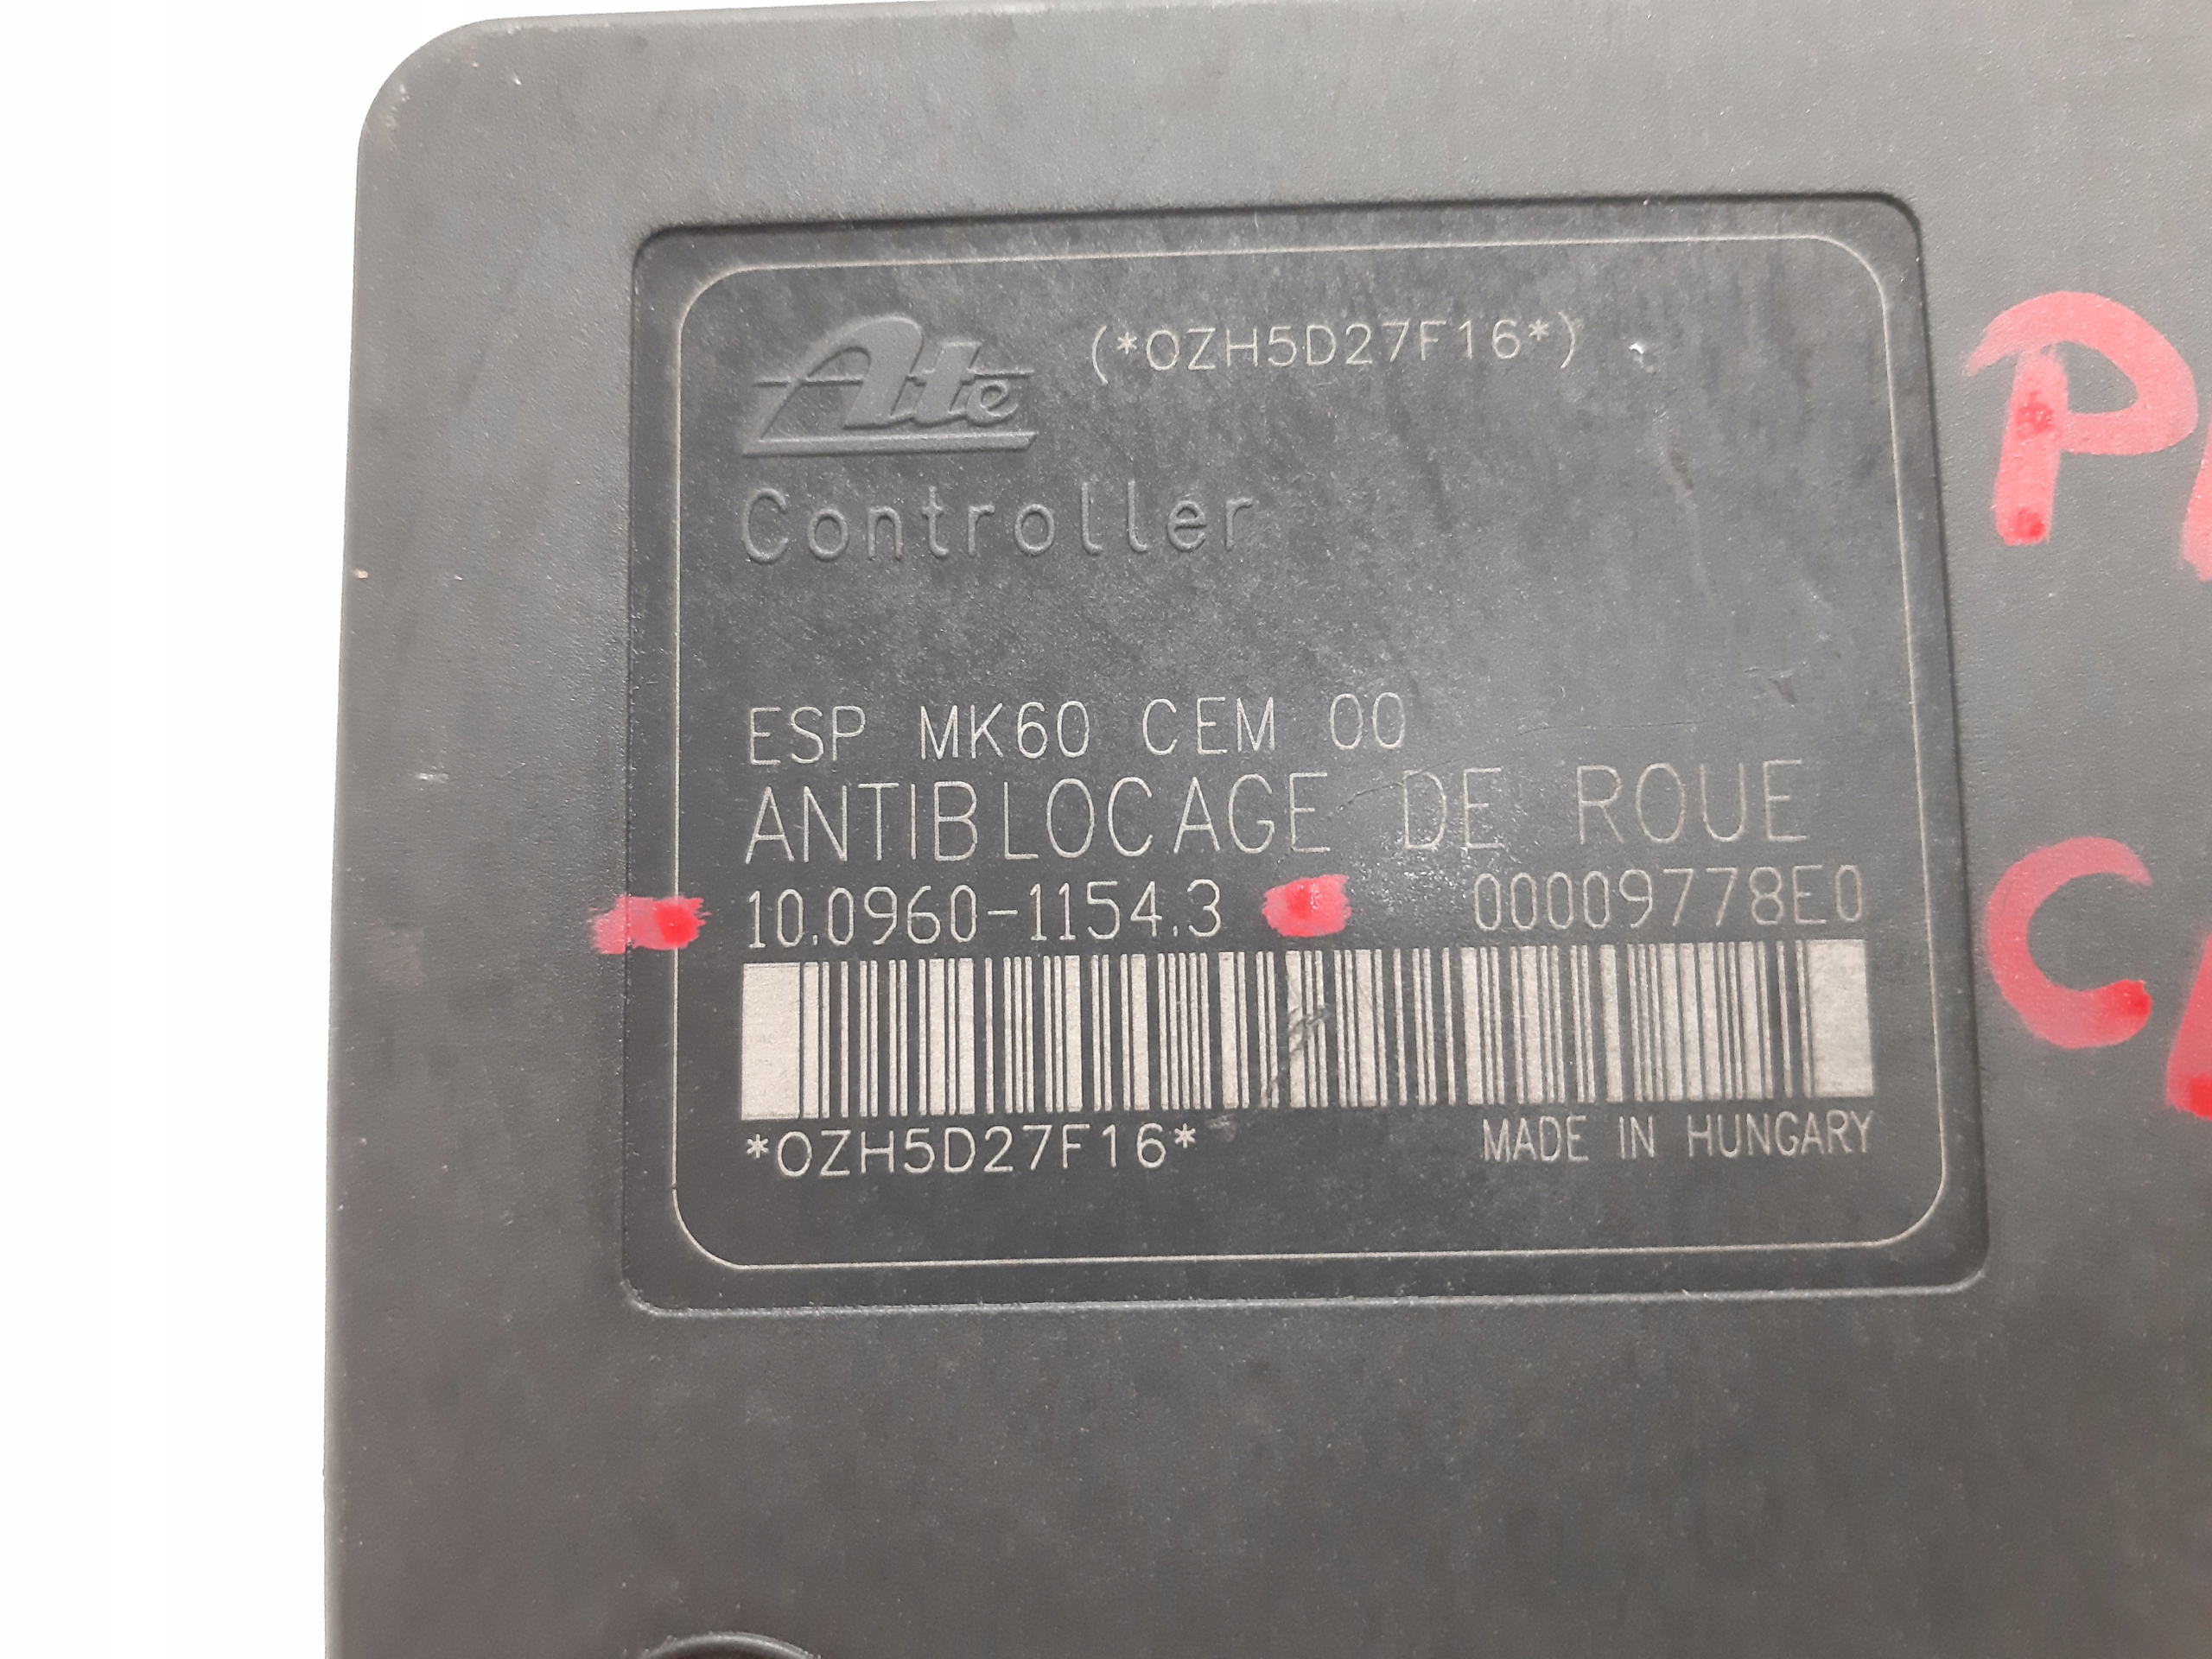 Ate (*OZH5D27F16*)
Controller
ESP MK60 CEM 00
ANTIBLOCAGE DE ROUE
10.0960-1154.3 00009778E0
*OZH5D27F16* MADE IN HUNGARY
P
C